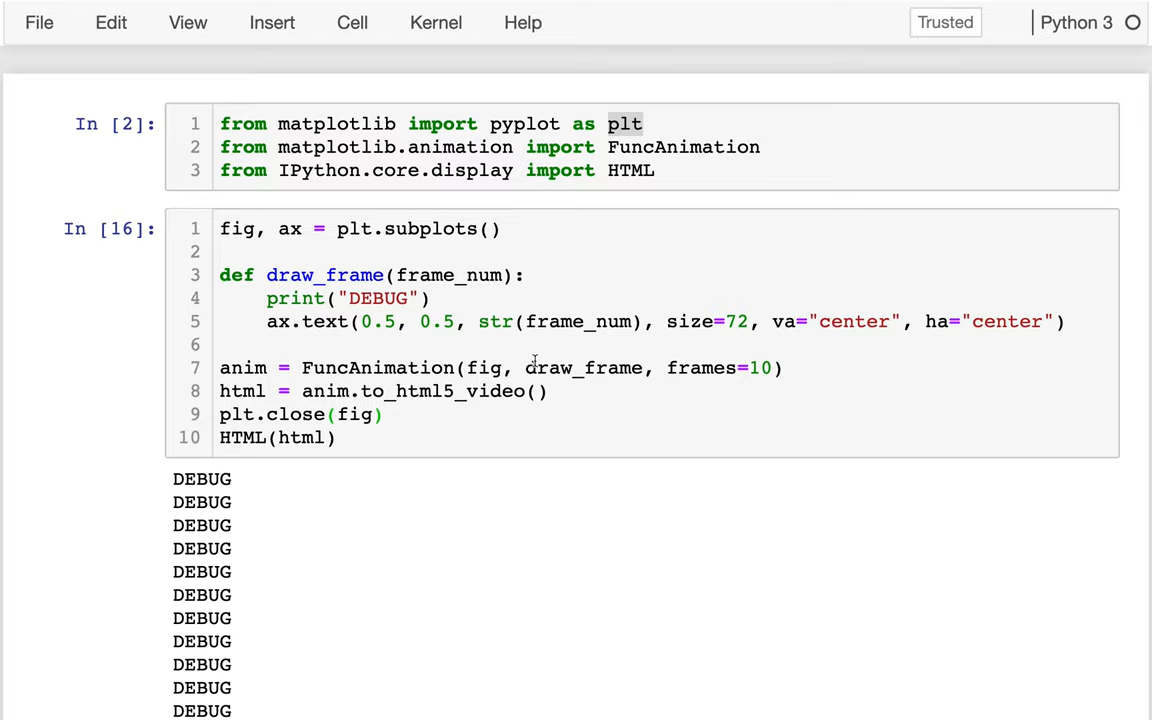 File Edit View Insert Cell Kernel Help Trusted Python 3
In [2]: 1 from matplotlib import pyplot as plt
2 from matplotlib.animation import FuncAnimation
3 from IPython.core.display import HTML
In [16]: 1 fig, ax = plt.subplots()
2
3 def draw_frame(frame_num):
4     print("DEBUG")
5     ax.text(0.5, 0.5, str(frame_num), size=72, va="center", ha="center")
6
7 anim = FuncAnimation(fig, draw_frame, frames=10)
8 html = anim.to_html5_video()
9 plt.close(fig)
10 HTML(html)
DEBUG
DEBUG
DEBUG
DEBUG
DEBUG
DEBUG
DEBUG
DEBUG
DEBUG
DEBUG
DEBUG